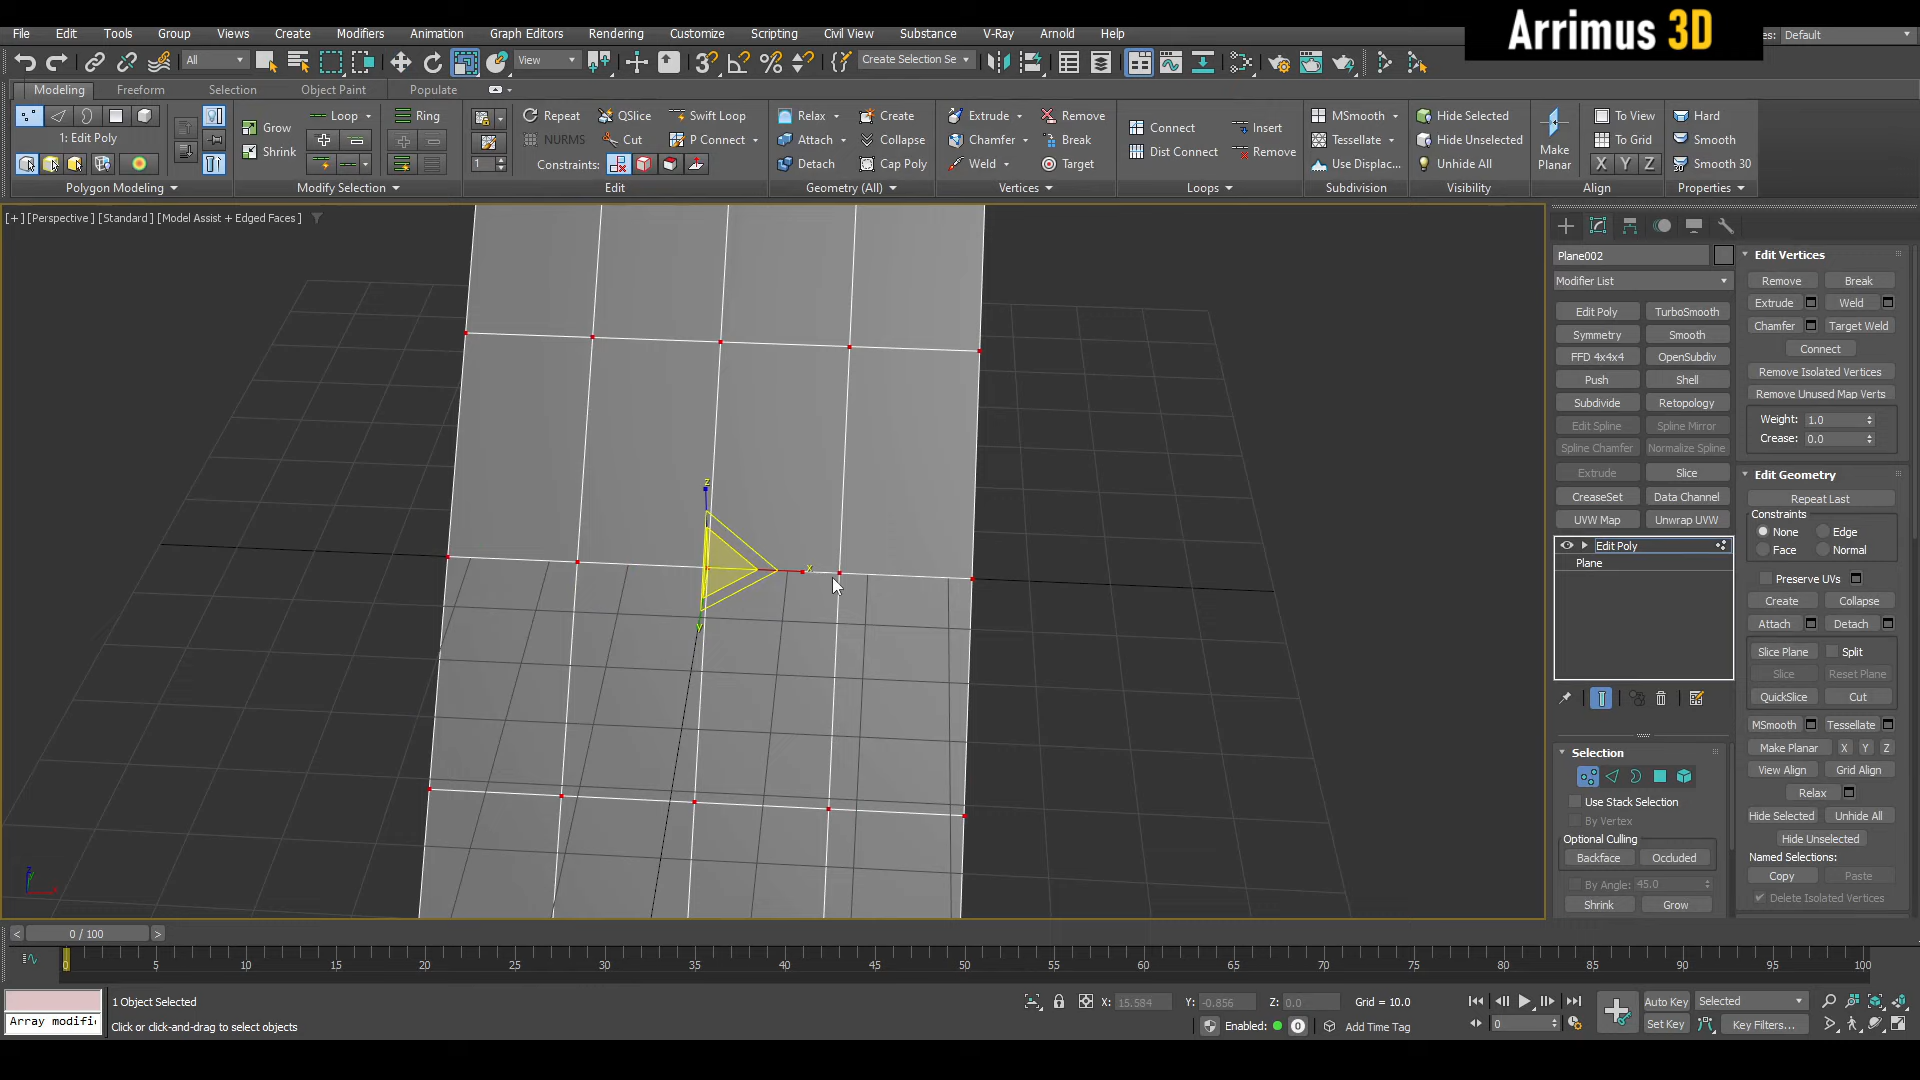 Arrimus 3D
File Edit Tools Group Views Create Modifiers Animation Graph Editors Rendering Customize Scripting Civil View Substance V-Ray Arnold Help es: Default
All View Create Selection Se
Modeling Freeform Selection Object Paint Populate
Grow Loop Ring Repeat QSlice Swift Loop Relax Create Extrude Remove Connect Insert MSmooth Hide Selected Make Planar To View Hard
1: Edit Poly Shrink NURMS Cut P Connect Attach Collapse Chamfer Break Dist Connect Remove Tessellate Hide Unselected To Grid Smooth
1 Constraints: Detach Cap Poly Weld Target Use Displac... Unhide All X Y Z Smooth 30
Polygon Modeling Modify Selection Edit Geometry (All) Vertices Loops Subdivision Visibility Align Properties
[+] [Perspective ] [Standard ] [Model Assist + Edged Faces ]
z
x
y
Plane002
Modifier List
Edit Poly TurboSmooth
Symmetry Smooth
FFD 4x4x4 OpenSubdiv
Push Shell
Subdivide Retopology
Edit Spline Spline Mirror
Spline Chamfer Normalize Spline
Extrude Slice
CreaseSet Data Channel
UVW Map Unwrap UVW
Edit Poly
Plane
Selection
Use Stack Selection
By Vertex
Optional Culling
Backface Occluded
By Angle: 45.0
Shrink Grow
Edit Vertices
Remove Break
Extrude Weld
Chamfer Target Weld
Connect
Remove Isolated Vertices
Remove Unused Map Verts
Weight: 1.0
Crease: 0.0
Edit Geometry
Repeat Last
Constraints
None Edge
Face Normal
Preserve UVs
Create Collapse
Attach Detach
Slice Plane Split
Slice Reset Plane
QuickSlice Cut
MSmooth Tessellate
Make Planar X Y Z
View Align Grid Align
Relax
Hide Selected Unhide All
Hide Unselected
Named Selections:
Copy Paste
Delete Isolated Vertices
< 0 / 100 >
0 5 10 15 20 25 30 35 40 45 50 55 60 65 70 75 80 85 90 95 100
1 Object Selected X: 15.584 Y: -0.856 Z: 0.0 Grid = 10.0 Auto Key Selected
Array modifi Click or click-and-drag to select objects Enabled: 0 Add Time Tag 0 Set Key Key Filters...